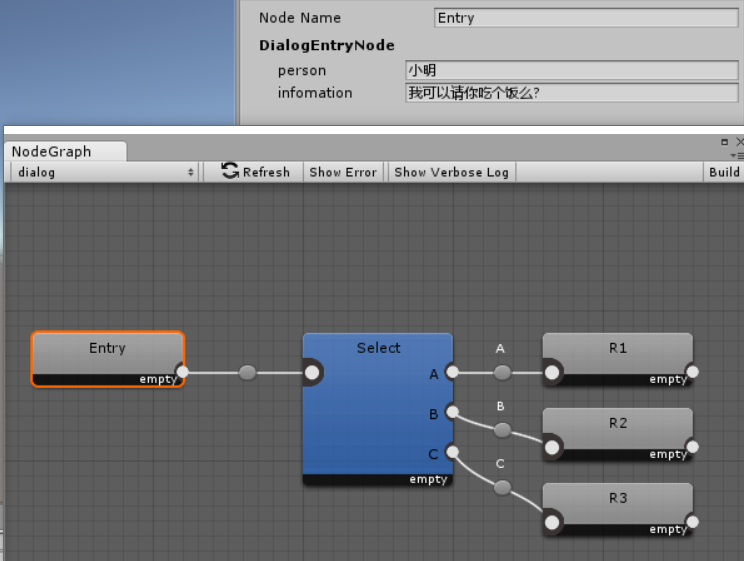 Node Name Entry
DialogEntryNode
person 小明
infomation 我可以请你吃个饭么?
NodeGraph
dialog Refresh Show Error Show Verbose Log Build
Entry
empty
Select
A
B
C
empty
A
B
C
R1
empty
R2
empty
R3
empty